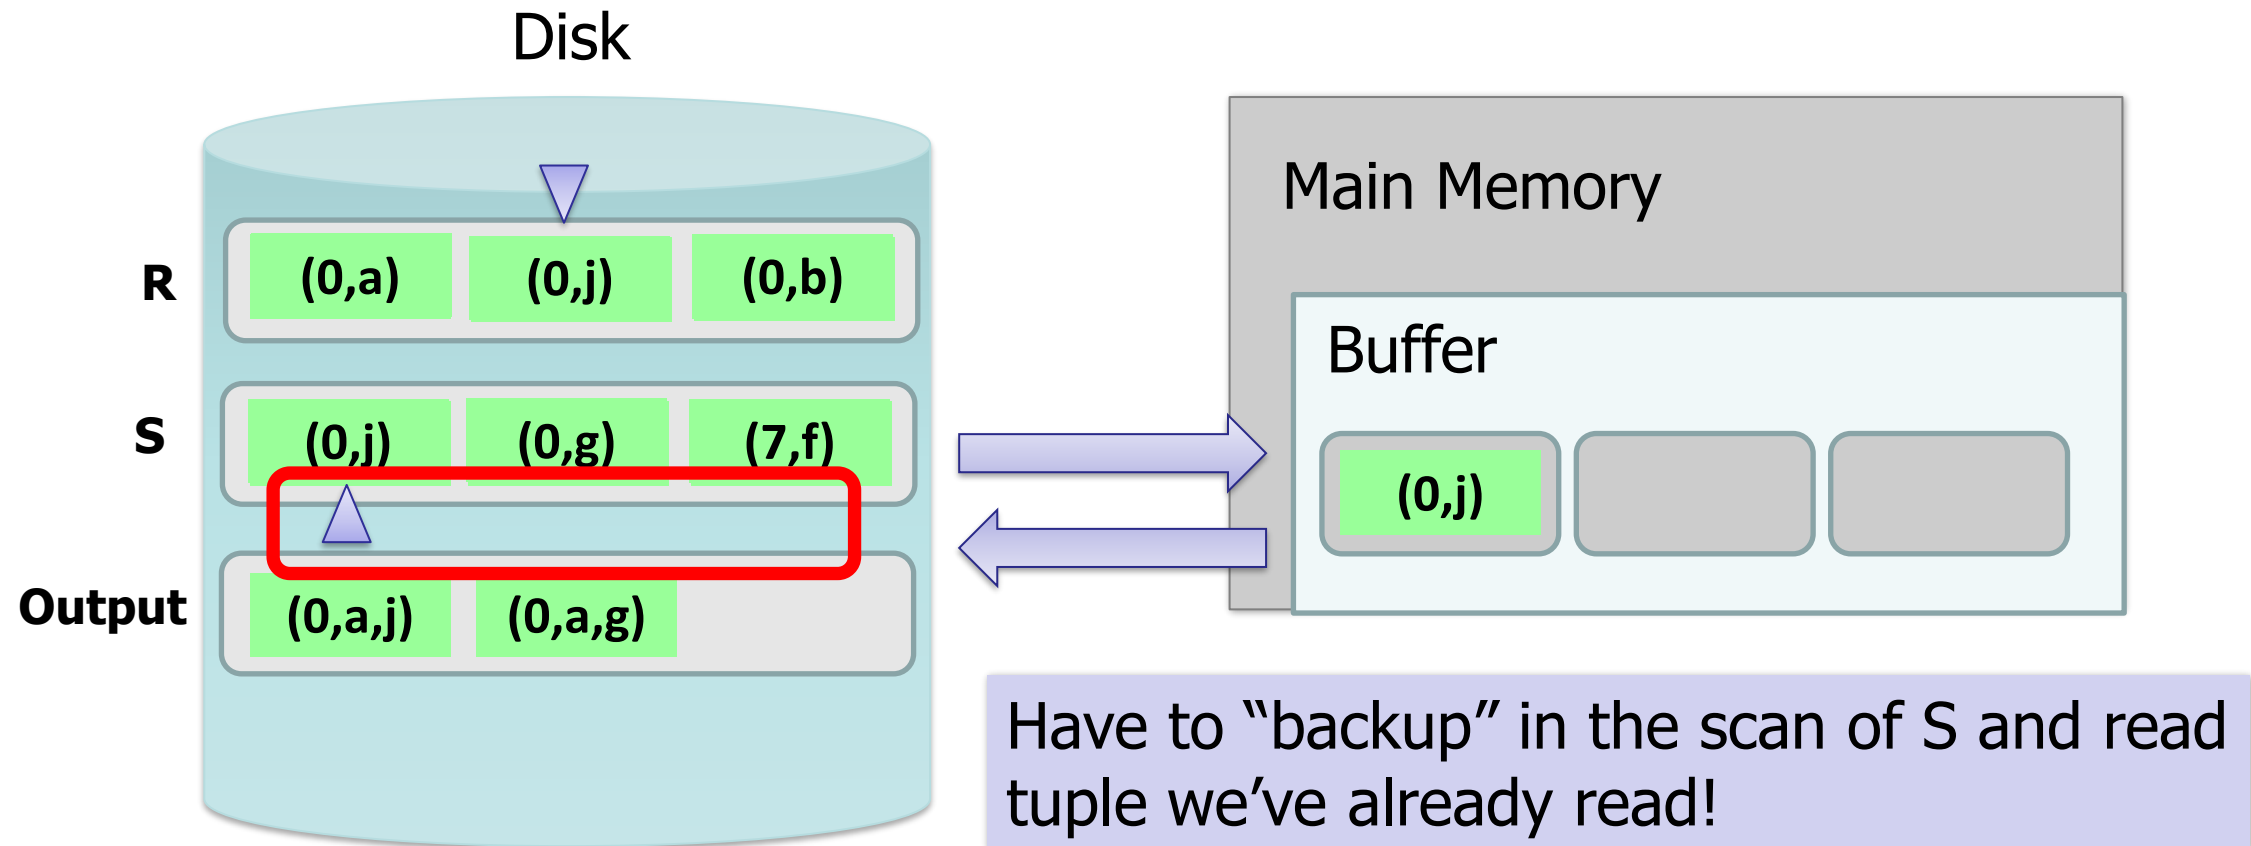 Disk
R
(0,a) (0,j) (0,b)
S
(0,j) (0,g) (7,f)
Output
(0,a,j) (0,a,g)
Main Memory
Buffer
(0,j)
Have to “backup” in the scan of S and read
tuple we’ve already read!